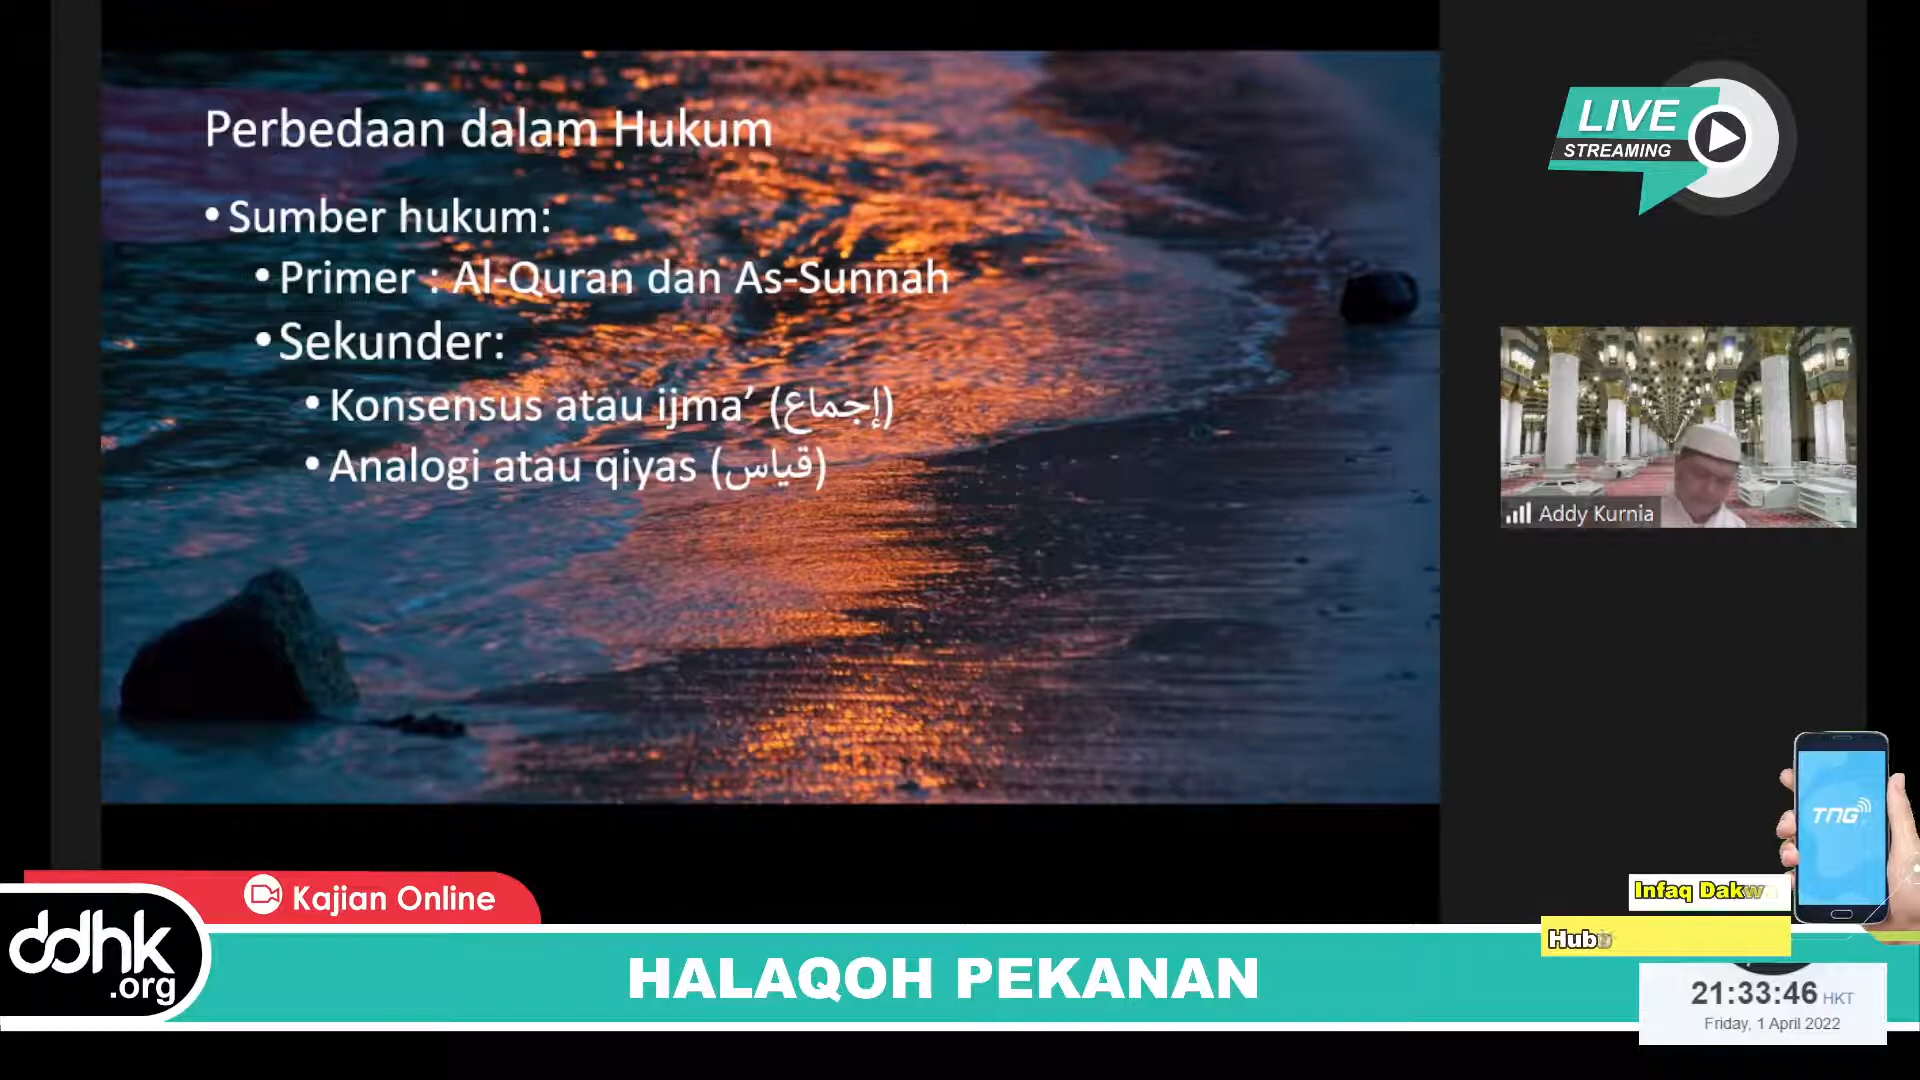 Perbedaan dalam Hukum
• Sumber hukum:
• Primer : Al-Quran dan As-Sunnah
• Sekunder:
• Konsensus atau ijma’ (إجماع)
• Analogi atau qiyas (قياس)
LIVE
STREAMING
Addy Kurnia
TNG
Infaq
Kajian Online
ddhk
.org
HALAQOH PEKANAN
21:33:46 HKT
Friday, 1 April 2022